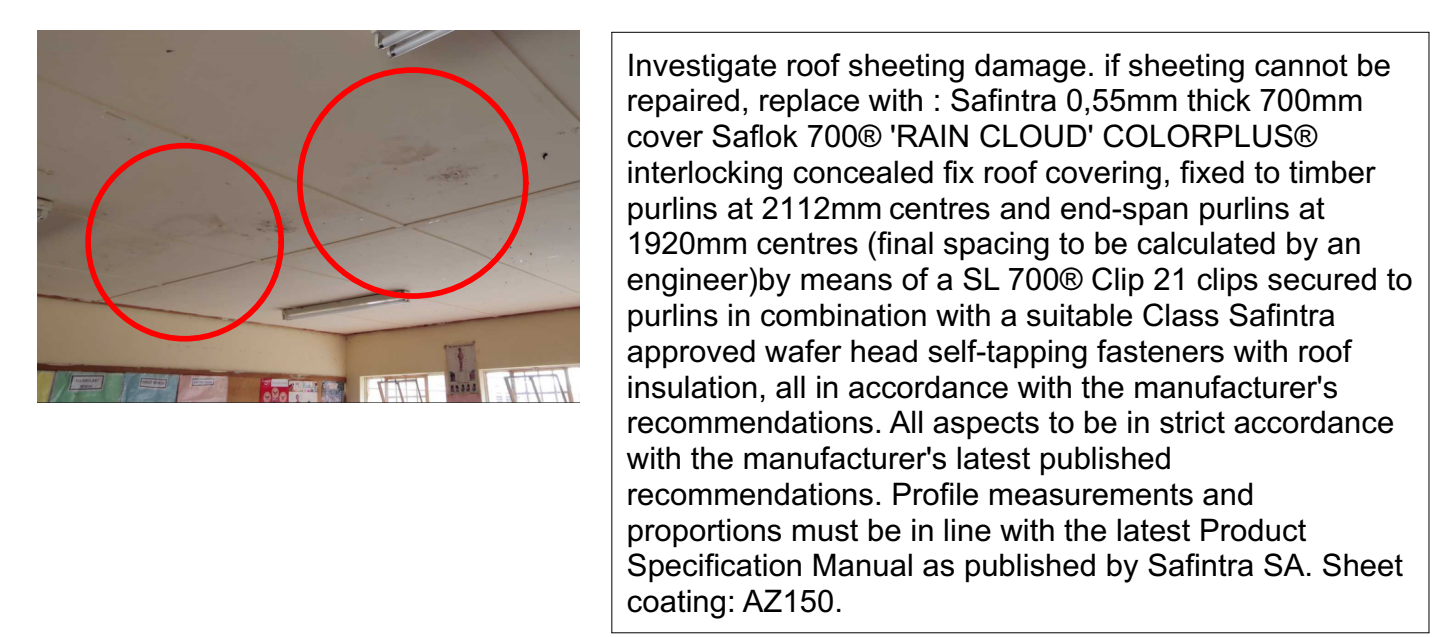 Investigate roof sheeting damage. if sheeting cannot be
repaired, replace with : Safintra 0,55mm thick 700mm
cover Saflok 700® 'RAIN CLOUD' COLORPLUS®
interlocking concealed fix roof covering, fixed to timber
purlins at 2112mm centres and end-span purlins at
1920mm centres (final spacing to be calculated by an
engineer)by means of a SL 700® Clip 21 clips secured to
purlins in combination with a suitable Class Safintra
approved wafer head self-tapping fasteners with roof
insulation, all in accordance with the manufacturer's
recommendations. All aspects to be in strict accordance
with the manufacturer's latest published
recommendations. Profile measurements and
proportions must be in line with the latest Product
Specification Manual as published by Safintra SA. Sheet
coating: AZ150.